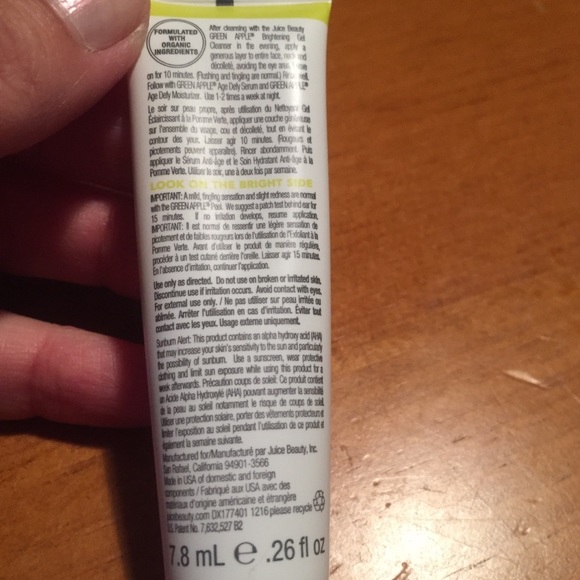 FORMULATED
WITH
ORGANIC
INGREDIENTS
After cleansing with the Juice Beauty
GREEN APPLE® Brightening Gel
Cleanser in the evening, apply a
generous layer to entire face, neck and
décolleté, avoiding the eye area. Leave
on for 10 minutes. (Flushing and tingling are normal.) Rinse well.
Follow with GREEN APPLE® Age Defy Serum and GREEN APPLE®
Age Defy Moisturizer. Use 1-2 times a week at night.
Le soir sur peau propre, après utilisation du Nettoyant Gel
Éclaircissant à la Pomme Verte, appliquer une couche généreuse
sur l'ensemble du visage, cou et décolleté, tout en évitant le
contour des yeux. Laisser agir 10 minutes. (Rougeurs et
picotements peuvent apparaître). Rincer abondamment. Puis
appliquer le Sérum Anti-âge et le Soin Hydratant Anti-âge à la
Pomme Verte. Utiliser le soir, une à deux fois par semaine.
LOOK ON THE BRIGHT SIDE
IMPORTANT: A mild, tingling sensation and slight redness are normal
with the GREEN APPLE® Peel. We suggest a patch test behind ear for
15 minutes. If no irritation develops, resume application.
IMPORTANT: Il est normal de ressentir une légère sensation de
picotement et de faibles rougeurs lors de l'utilisation de l'Exfoliant à la
Pomme Verte. Avant d'utiliser le produit de manière régulière,
procéder à un test cutané derrière l'oreille. Laisser agir 15 minutes.
En l'absence d'irritation, continuer l'application.
Use only as directed. Do not use on broken or irritated skin.
Discontinue use if irritation occurs. Avoid contact with eyes.
For external use only. / Ne pas utiliser sur peau irritée ou
abîmée. Arrêter l'utilisation en cas d'irritation. Éviter tout
contact avec les yeux. Usage externe uniquement.
Sunburn Alert: This product contains an alpha hydroxy acid (AHA)
that may increase your skin's sensitivity to the sun and particularly
the possibility of sunburn. Use a sunscreen, wear protective
clothing and limit sun exposure while using this product for a
week afterwards. Précaution coups de soleil: Ce produit contient
un Acide Alpha Hydroxylé (AHA) pouvant augmenter la sensibilité
de la peau au soleil notamment le risque de coups de soleil.
Utiliser une protection solaire, porter des vêtements protecteurs et
limiter l'exposition au soleil pendant l'utilisation de ce produit et
également la semaine suivante.
Manufactured for/Manufacturé par Juice Beauty, Inc.
San Rafael, California 94901-3566
Made in USA of domestic and foreign
components / Fabriqué aux USA avec des
matériaux d'origine américaine et étrangère
juicebeauty.com DX177401 1216 please recycle
U.S. Patent No. 7,632,527 B2
7.8 mL e .26 fl oz